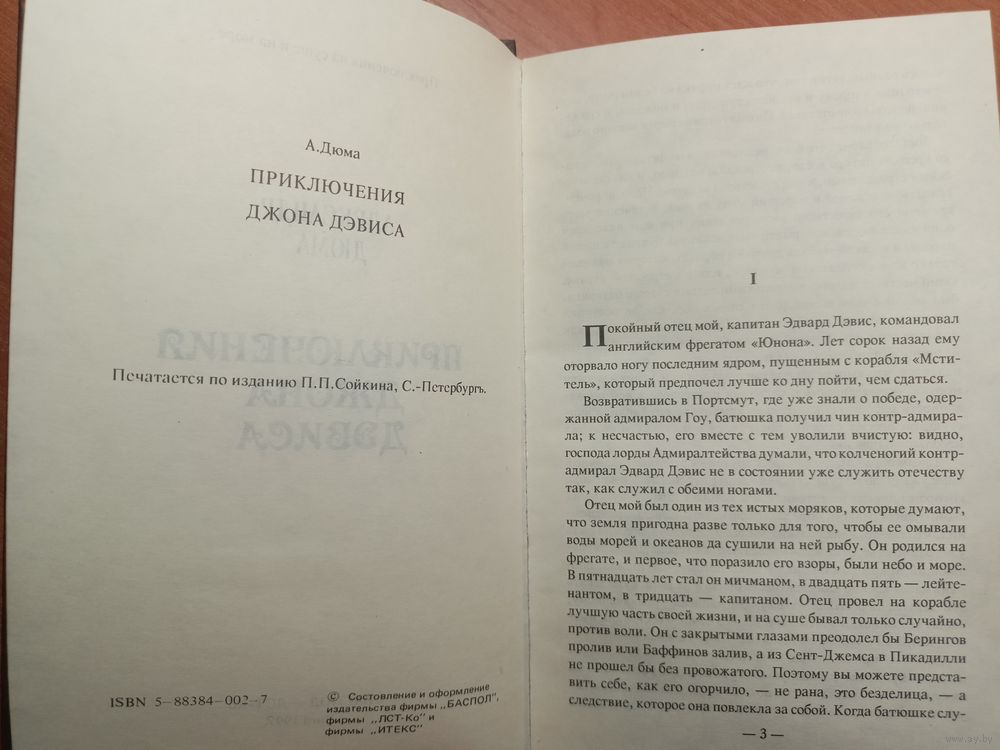 А.Дюма
ПРИКЛЮЧЕНИЯ
ДЖОНА ДЭВИСА
Печатается по изданию П.П.Сойкина, С.-Петербургъ.
ISBN 5—88384—002—7
© Состовление и оформление
издательства фирмы „БАСПОЛ",
фирмы „ЛСТ-Ко" и
фирмы „ИТЕКС"
I
Покойный отец мой, капитан Эдвард Дэвис, командовал
английским фрегатом «Юнона». Лет сорок назад ему
оторвало ногу последним ядром, пущенным с корабля «Мсти-
тель», который предпочел лучше ко дну пойти, чем сдаться.
Возвратившись в Портсмут, где уже знали о победе, одер-
жанной адмиралом Гоу, батюшка получил чин контр-адмира-
ла; к несчастью, его вместе с тем уволили вчистую: видно,
господа лорды Адмиралтейства думали, что колченогий контр-
адмирал Эдвард Дэвис не в состоянии уже служить отечеству
так, как служил с обеими ногами.
Отец мой был один из тех истых моряков, которые думают,
что земля пригодна разве только для того, чтобы ее омывали
воды морей и океанов да сушили на ней рыбу. Он родился на
фрегате, и первое, что поразило его взоры, были небо и море.
В пятнадцать лет стал он мичманом, в двадцать пять — лейте-
нантом, в тридцать — капитаном. Отец провел на корабле
лучшую часть своей жизни, и на суше бывал только случайно,
против воли. Он с закрытыми глазами преодолел бы Берингов
пролив или Баффинов залив, а из Сент-Джемса в Пикадилли
не прошел бы без провожатого. Поэтому вы можете предста-
вить себе, как его огорчило, — не рана, это безделица, — а
следствие, которое она повлекла за собой. Когда батюшке слу-
— 3 —
www.ay.by